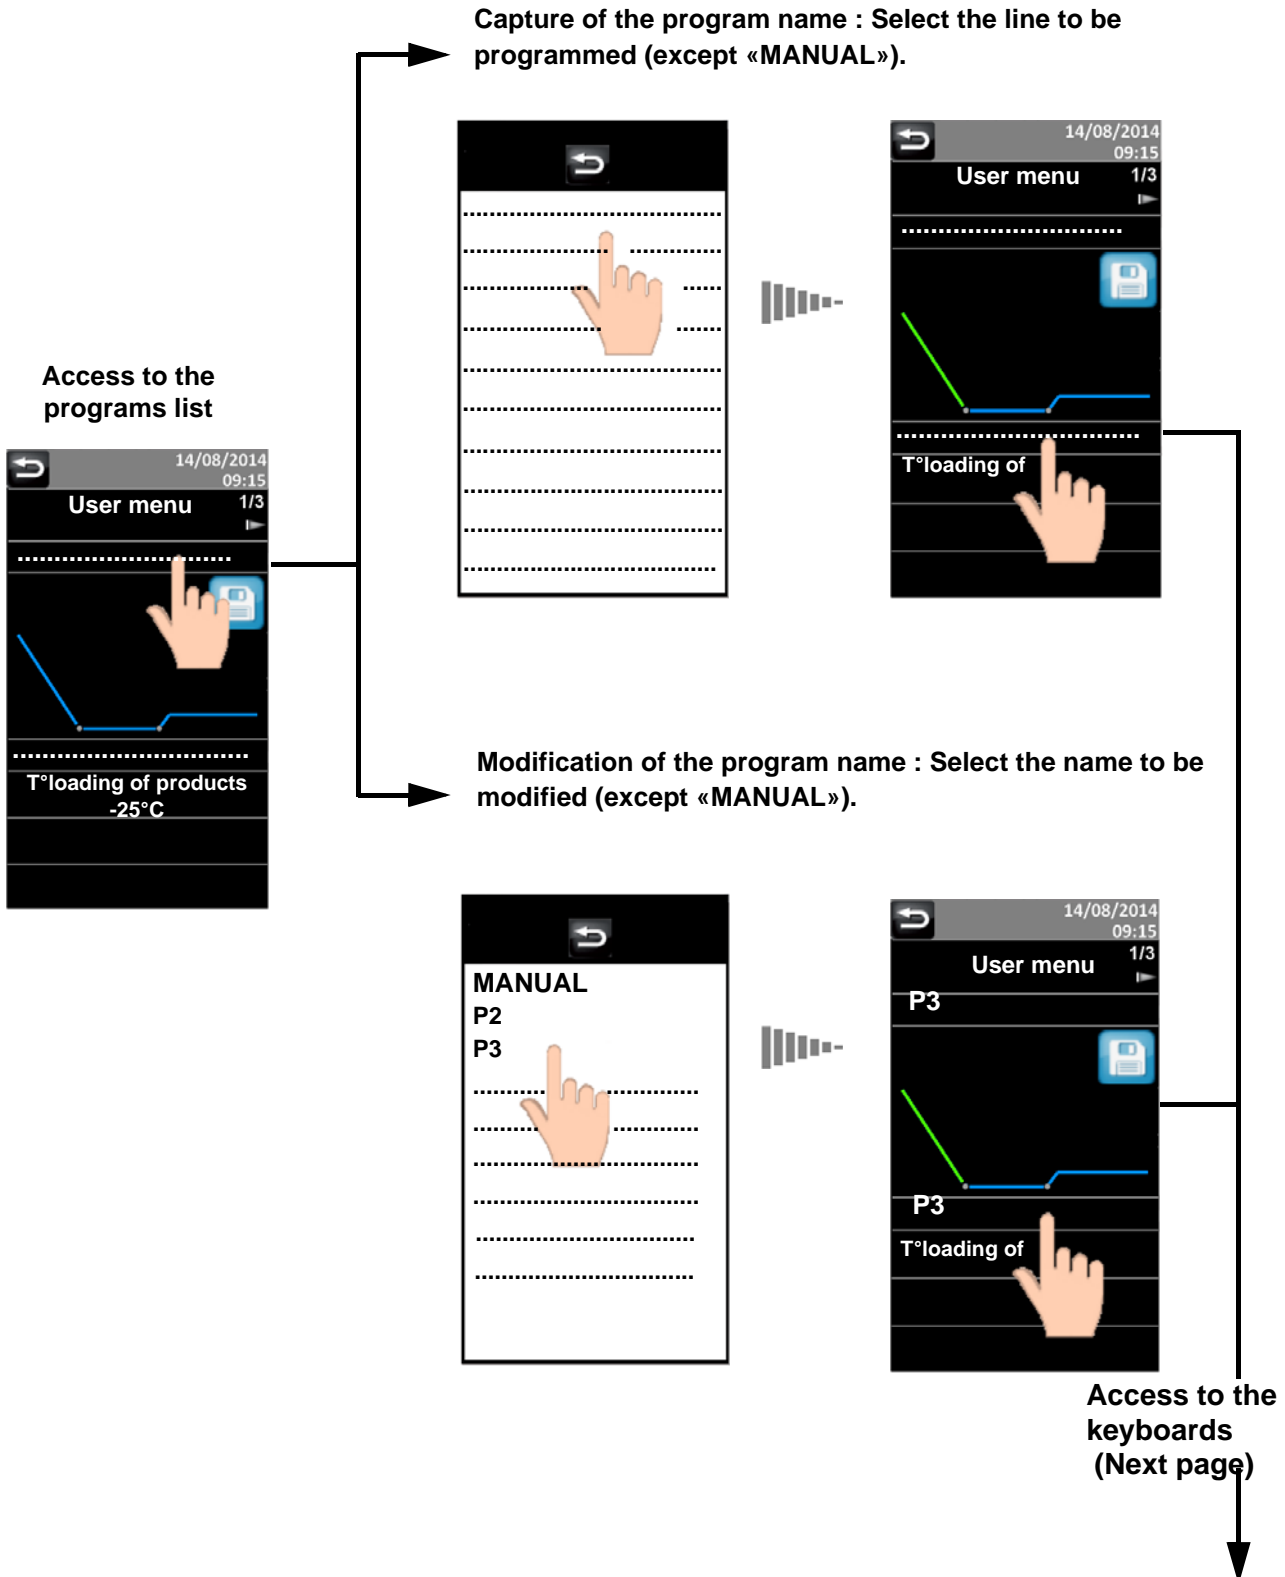 Capture of the program name : Select the line to be
programmed (except «MANUAL»).
14/08/2014
09:15
User menu 1/3
..............................
..............................
T°loading of
Access to the
programs list
14/08/2014
09:15
User menu 1/3
..............................
..............................
T°loading of products
-25°C
Modification of the program name : Select the name to be
modified (except «MANUAL»).
MANUAL
P2
P3
14/08/2014
09:15
User menu 1/3
P3
P3
T°loading of
Access to the
keyboards
(Next page)